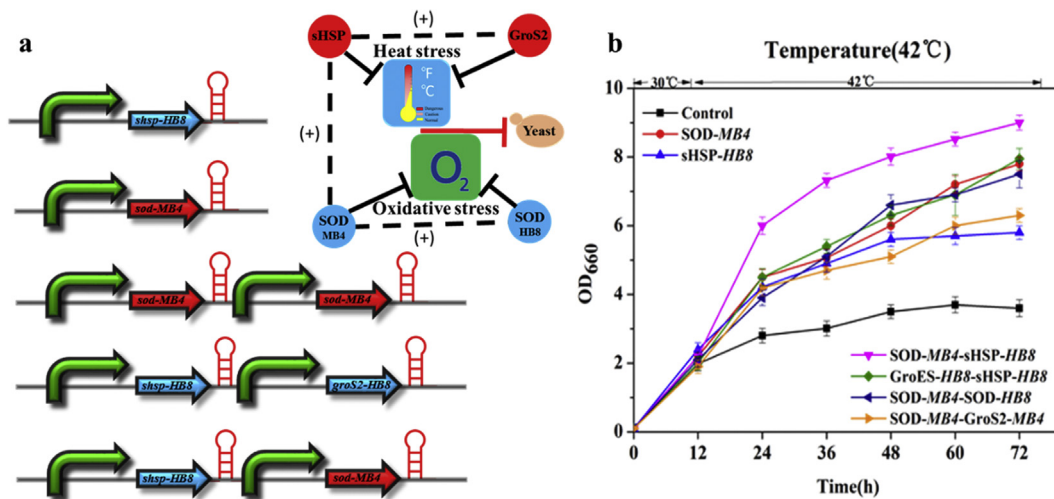 a
shsp-HB8
sod-MB4
sod-MB4
sod-MB4
shsp-HB8
groS2-HB8
shsp-HB8
sod-MB4
(+)
sHSP
GroS2
Heat stress
°F
°C
Dangerous
Caution
Normal
(+)
Yeast
O2
Oxidative stress
SOD
MB4
SOD
HB8
(+)
b
Temperature(42℃)
30℃
42℃
Control
SOD-MB4
sHSP-HB8
SOD-MB4-sHSP-HB8
GroES-HB8-sHSP-HB8
SOD-MB4-SOD-HB8
SOD-MB4-GroS2-MB4
OD660
8
6
4
2
0
0 12 24 36 48 60 72
Time(h)